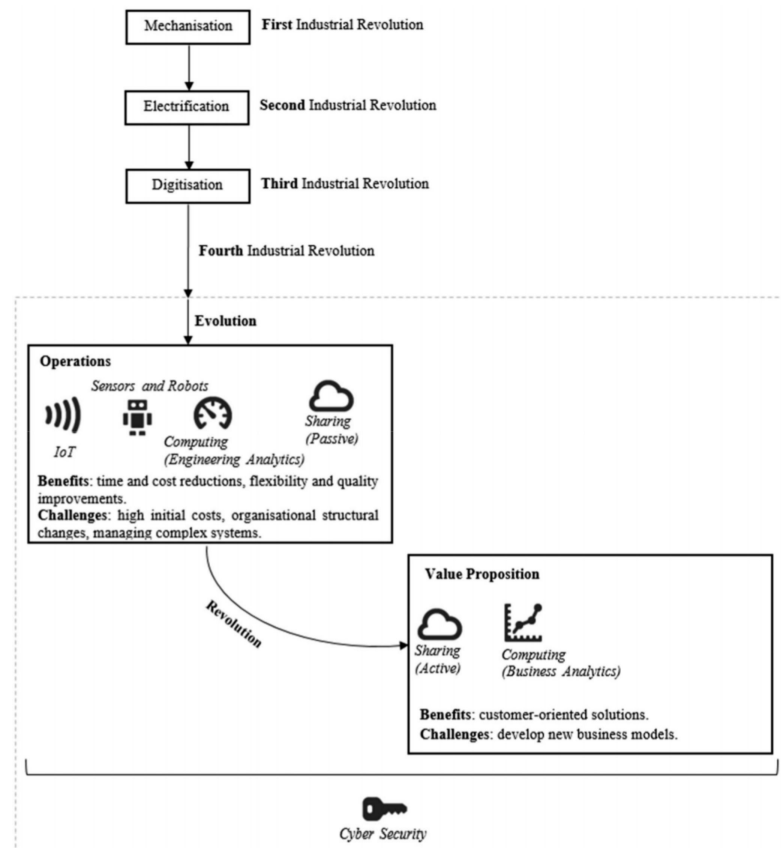 Mechanisation
First Industrial Revolution
Electrification
Second Industrial Revolution
Digitisation
Third Industrial Revolution
Fourth Industrial Revolution
Evolution
Operations
Sensors and Robots
IoT
Computing
(Engineering Analytics)
Sharing
(Passive)
Benefits: time and cost reductions, flexibility and quality
improvements.
Challenges: high initial costs, organisational structural
changes, managing complex systems.
Revolution
Value Proposition
Sharing
(Active)
Computing
(Business Analytics)
Benefits: customer-oriented solutions.
Challenges: develop new business models.
Cyber Security